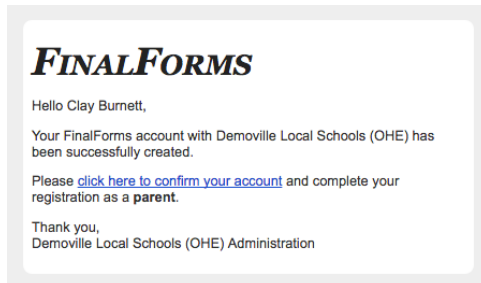 FINALFORMS
Hello Clay Burnett,
Your FinalForms account with Demoville Local Schools (OHE) has
been successfully created.
Please click here to confirm your account and complete your
registration as a parent.
Thank you,
Demoville Local Schools (OHE) Administration